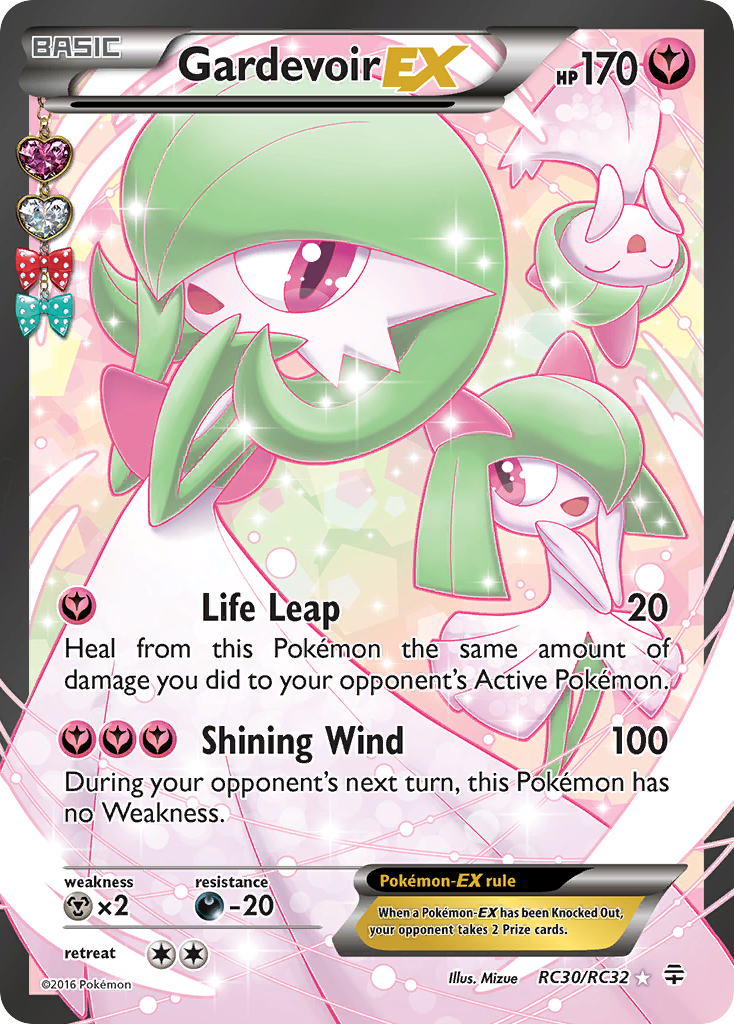 BASIC
Gardevoir EX
HP 170
Life Leap 20
Heal from this Pokémon the same amount of
damage you did to your opponent's Active Pokémon.
Shining Wind 100
During your opponent's next turn, this Pokémon has
no Weakness.
weakness resistance
×2 -20
retreat
Pokémon-EX rule
When a Pokémon-EX has been Knocked Out,
your opponent takes 2 Prize cards.
©2016 Pokémon
Illus. Mizue RC30/RC32